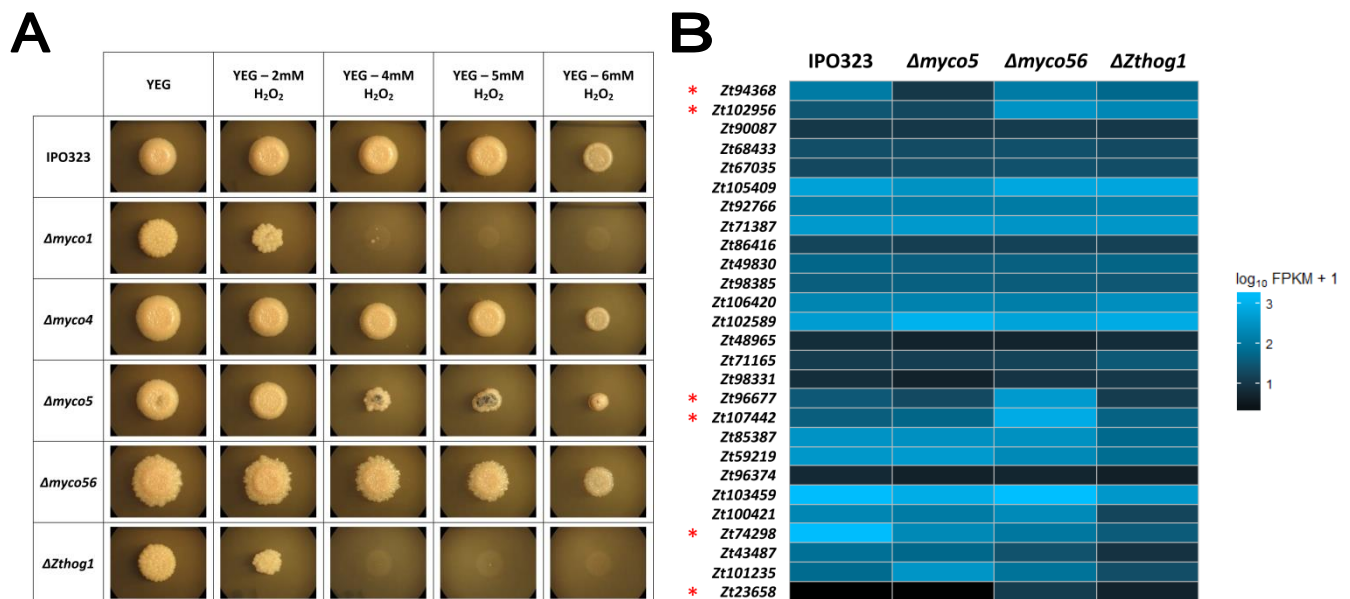 A
YEG
YEG – 2mM
H₂O₂
YEG – 4mM
H₂O₂
YEG – 5mM
H₂O₂
YEG – 6mM
H₂O₂
IPO323
Δmyco1
Δmyco4
Δmyco5
Δmyco56
ΔZthog1
B
IPO323 Δmyco5 Δmyco56 ΔZthog1
* Zt94368
* Zt102956
Zt90087
Zt68433
Zt67035
Zt105409
Zt92766
Zt71387
Zt86416
Zt49830
Zt98385
Zt106420
Zt102589
Zt48965
Zt71165
Zt98331
* Zt96677
* Zt107442
Zt85387
Zt59219
Zt96374
Zt103459
Zt100421
* Zt74298
Zt43487
Zt101235
* Zt23658
log₁₀ FPKM + 1
3
2
1